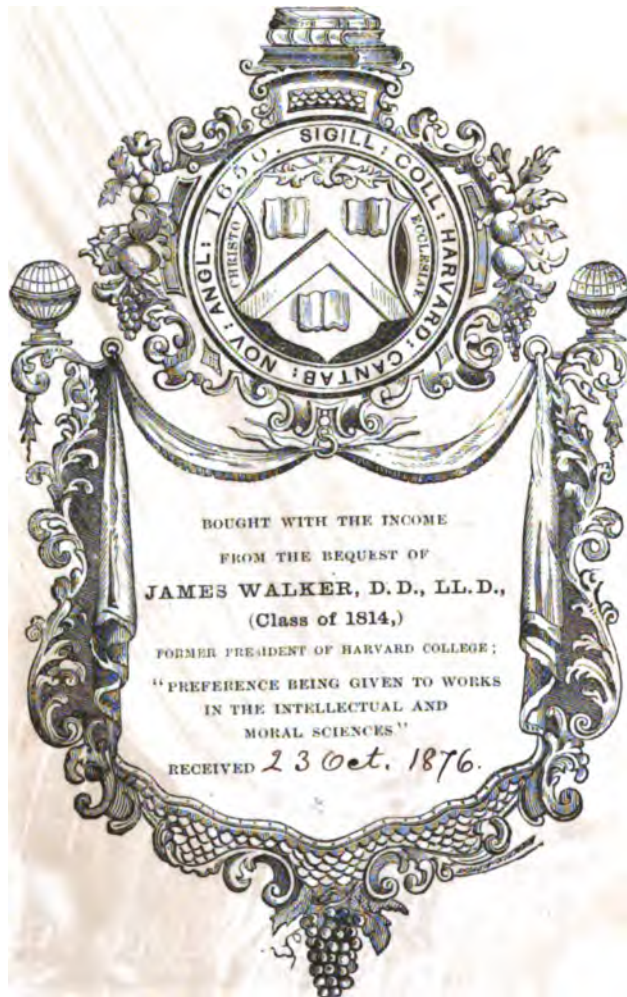 SIGILL: COLL: HARVARD: CANTAB: NOV: ANGL: 1650.
CHRISTO ET ECCLESIAE
BOUGHT WITH THE INCOME
FROM THE BEQUEST OF
JAMES WALKER, D.D., LL.D.,
(Class of 1814,)
FORMER PRESIDENT OF HARVARD COLLEGE;
"PREFERENCE BEING GIVEN TO WORKS
IN THE INTELLECTUAL AND
MORAL SCIENCES"
RECEIVED 23 Oct. 1876.